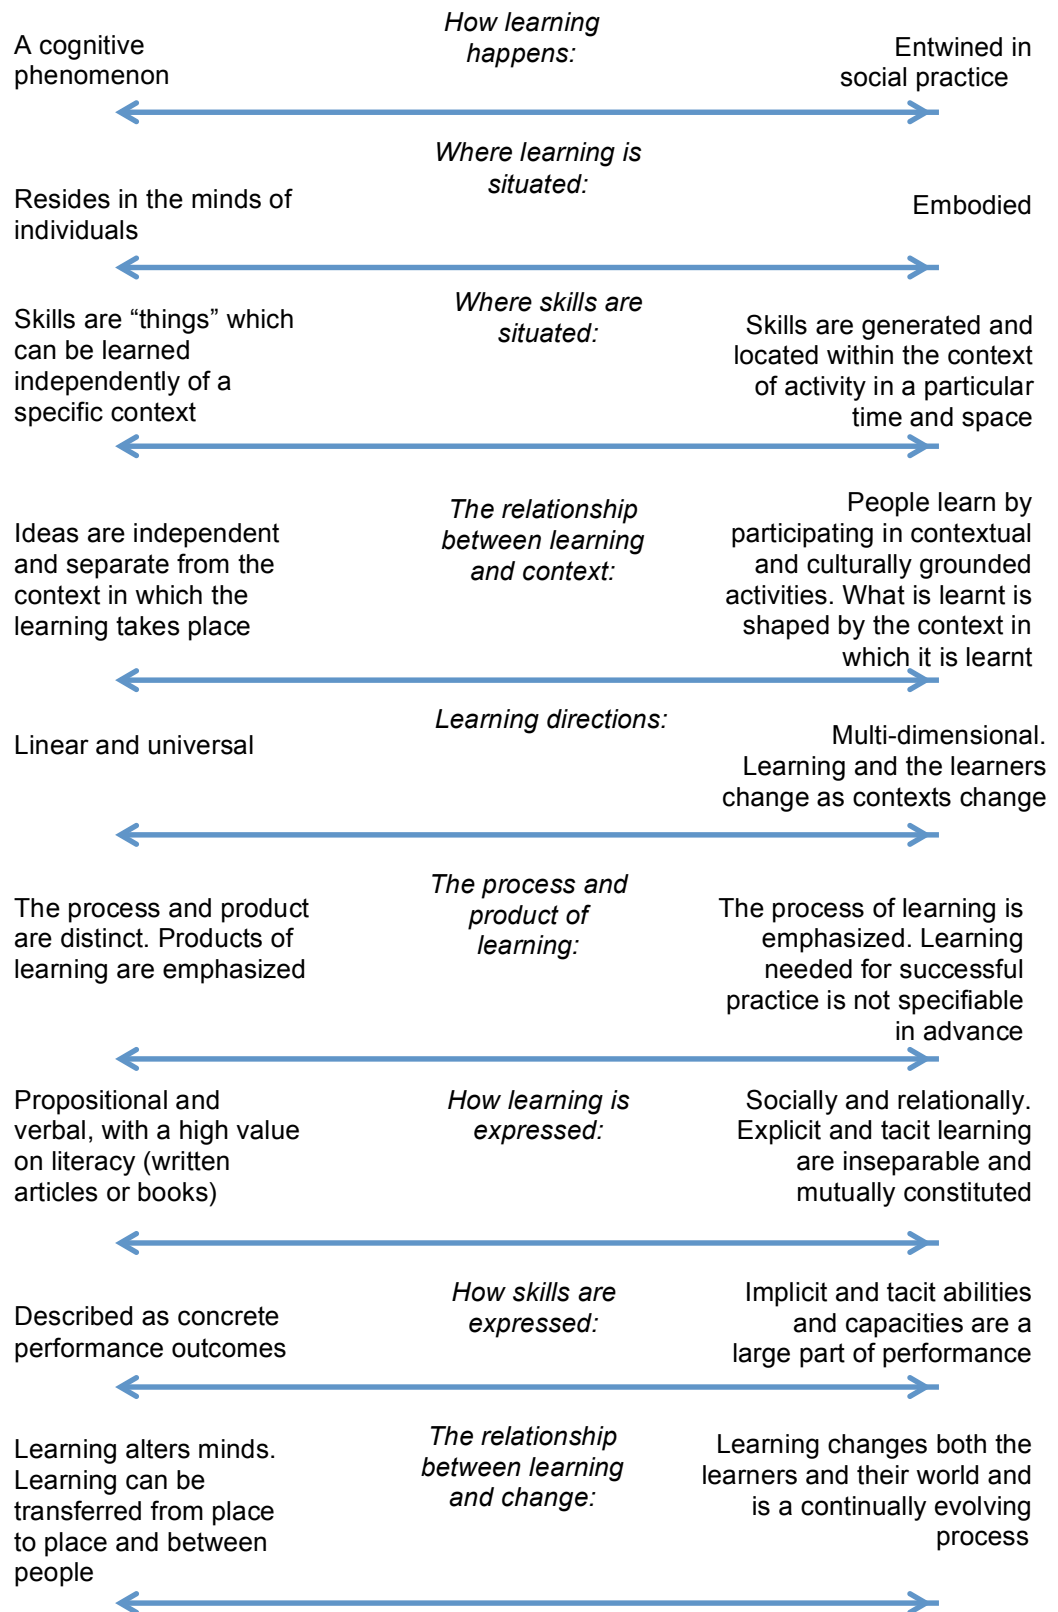 How learning
happens:
A cognitive
phenomenon
Entwined in
social practice
Where learning is
situated:
Resides in the minds of
individuals
Embodied
Where skills are
situated:
Skills are “things” which
can be learned
independently of a
specific context
Skills are generated and
located within the context
of activity in a particular
time and space
The relationship
between learning
and context:
Ideas are independent
and separate from the
context in which the
learning takes place
People learn by
participating in contextual
and culturally grounded
activities. What is learnt is
shaped by the context in
which it is learnt
Learning directions:
Linear and universal
Multi-dimensional.
Learning and the learners
change as contexts change
The process and
product of
learning:
The process and product
are distinct. Products of
learning are emphasized
The process of learning is
emphasized. Learning
needed for successful
practice is not specifiable
in advance
How learning is
expressed:
Propositional and
verbal, with a high value
on literacy (written
articles or books)
Socially and relationally.
Explicit and tacit learning
are inseparable and
mutually constituted
How skills are
expressed:
Described as concrete
performance outcomes
Implicit and tacit abilities
and capacities are a
large part of performance
The relationship
between learning
and change:
Learning alters minds.
Learning can be
transferred from place
to place and between
people
Learning changes both the
learners and their world and
is a continually evolving
process